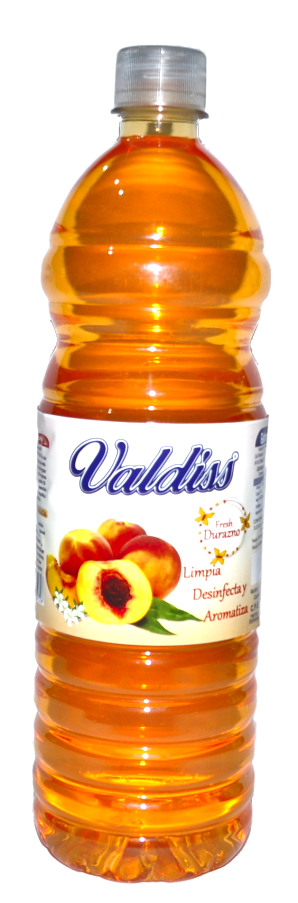 Valdiss
Fresh
Durazno
Limpia
Desinfecta y
Aromatiza